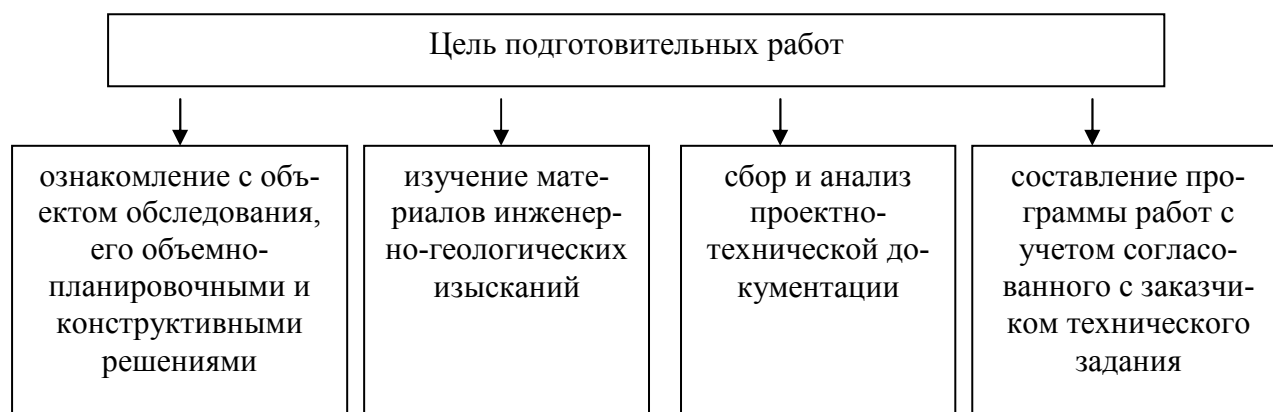 Цель подготовительных работ
ознакомление с объ-
ектом обследования,
его объемно-
планировочными и
конструктивными
решениями
изучение мате-
риалов инженер-
но-геологических
изысканий
сбор и анализ
проектно-
технической до-
кументации
составление про-
граммы работ с
учетом согласо-
ванного с заказчи-
ком технического
задания